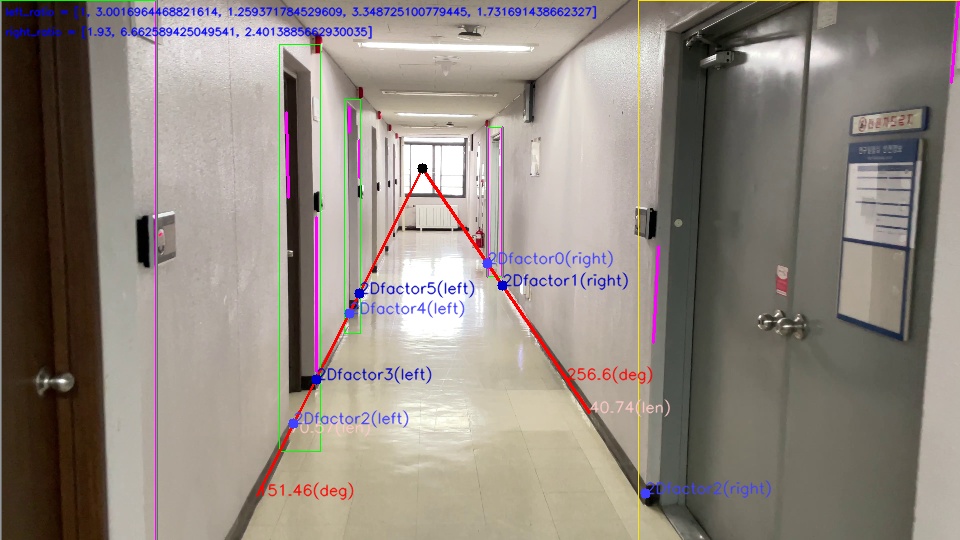 left_ratio = [1, 3.0016964468821614, 1.259371784529609, 3.348725100779445, 1.731691438662327]
right_ratio = [1.93, 6.662589425049541, 2.4013885662930035]
2Dfactor0(right)
2Dfactor1(right)
2Dfactor5(left)
2Dfactor4(left)
2Dfactor3(left)
256.6(deg)
40.74(len)
2Dfactor2(left)
51.46(deg)
2Dfactor2(right)